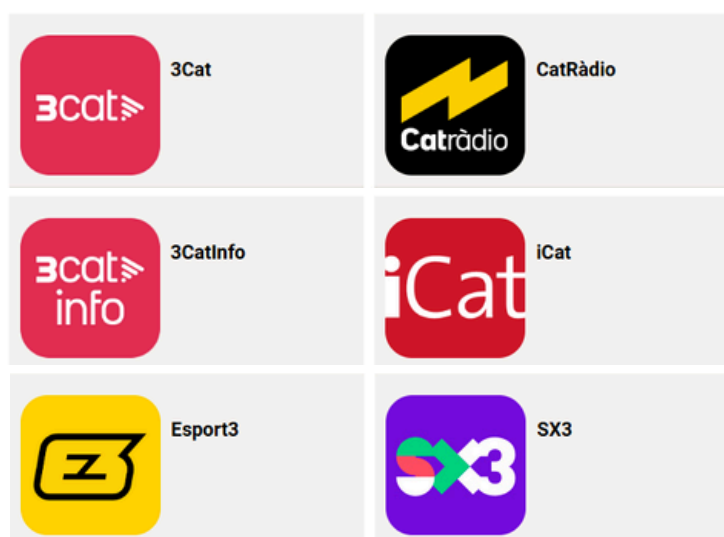 3cat
3Cat
Catràdio
CatRàdio
3cat
info
3CatInfo
iCat
iCat
Esport3
SX3
SX3